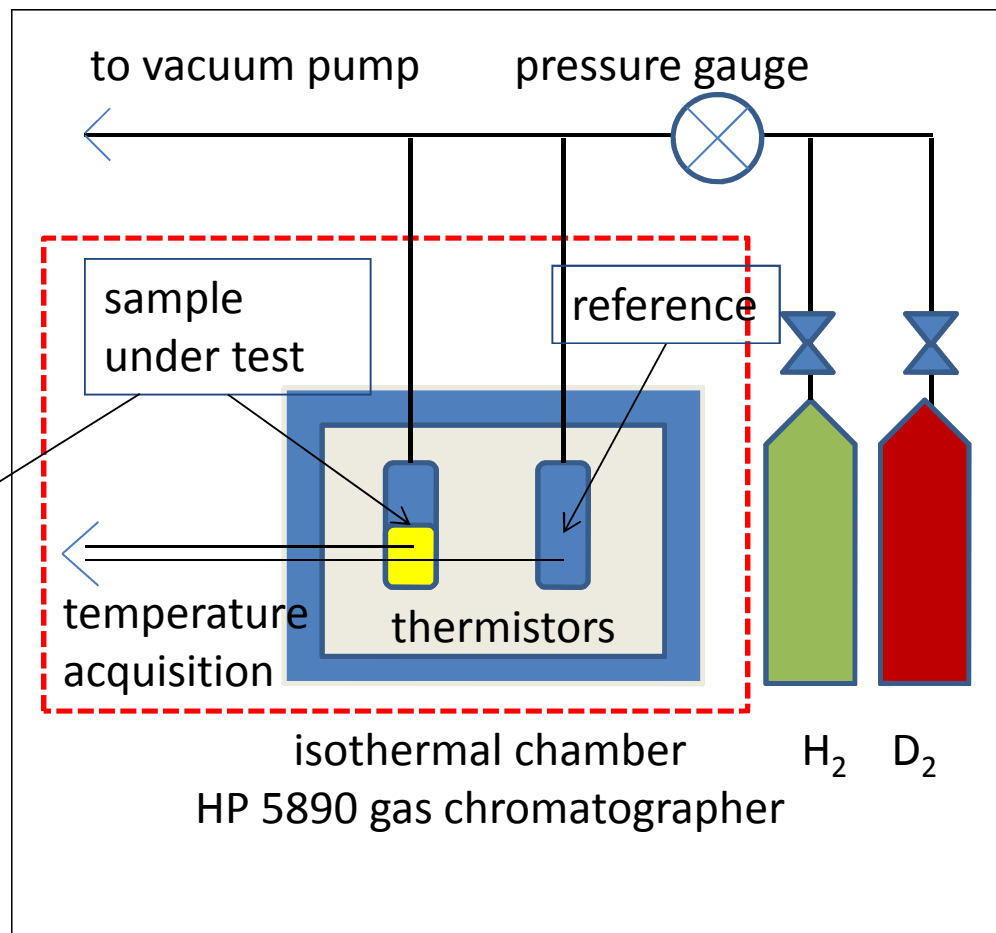 to vacuum pump
pressure gauge
sample
under test
reference
temperature
acquisition
thermistors
isothermal chamber
HP 5890 gas chromatographer
H₂
D₂